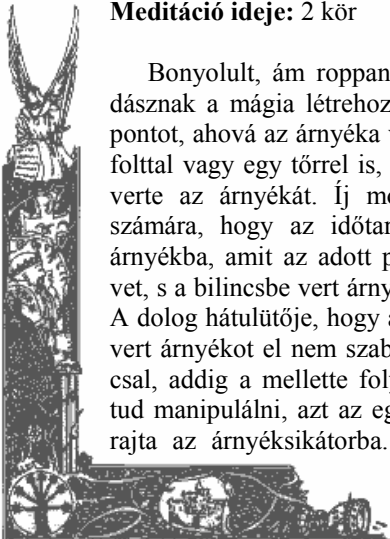 Meditáció ideje: 2 kör
Bonyolult, ám roppan
dásznak a mágia létrehoz
pontot, ahová az árnyéka
folttal vagy egy tőrrel is,
verte az árnyékát. Íj m
számára, hogy az időtar
árnyékba, amit az adott p
vet, s a bilincsbe vert árny
A dolog hátulütője, hogy a
vert árnyékot el nem szab
csal, addig a mellette foly
tud manipulálni, azt az eg
rajta az árnyéksikátorba.